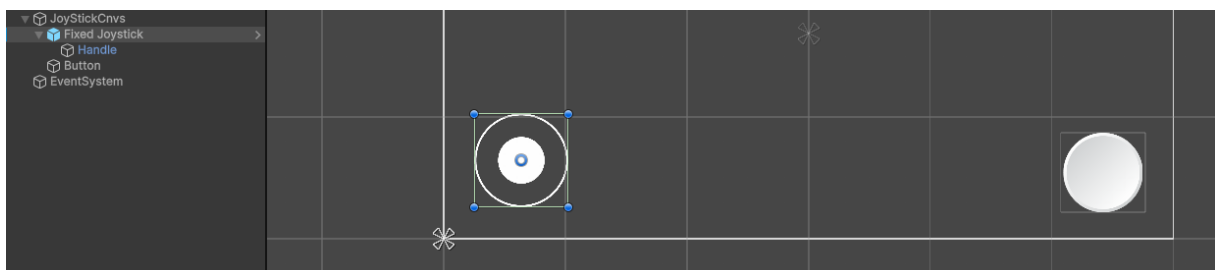 JoyStickCnvs
Fixed Joystick
Handle
Button
EventSystem